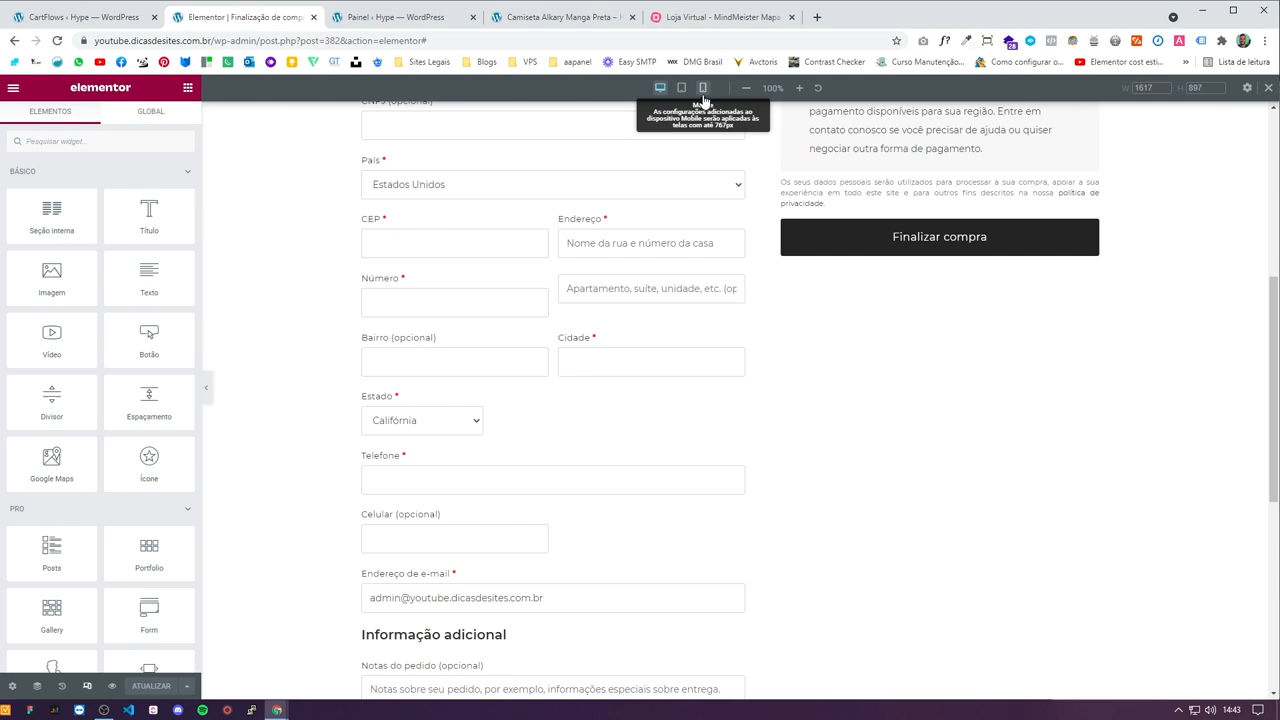 CartFlows ‹ Hype — WordPress
Elementor | Finalização de comp
Painel ‹ Hype — WordPress
Camiseta Alkary Manga Preta –
Loja Virtual - MindMeister Mapa
youtube.dicasdesites.com.br/wp-admin/post.php?post=382&action=elementor#
28
Sites Legais
Blogs
VPS
aapanel
Easy SMTP
DMG Brasil
Avctoris
Contrast Checker
Curso Manutenção...
Como configurar o...
Elementor cost esti...
Lista de leitura
elementor
100%
W 1617
H 897
ELEMENTOS
GLOBAL
As configurações adicionadas ao
dispositivo Mobile serão aplicadas às
telas com até 767px
Pesquisar widget...
BÁSICO
Seção interna
Título
Imagem
Texto
Vídeo
Botão
Divisor
Espaçamento
Google Maps
Ícone
PRO
Posts
Portfolio
Gallery
Form
ATUALIZAR
CNPJ (opcional)
País *
Estados Unidos
CEP *
Endereço *
Nome da rua e número da casa
Número *
Apartamento, suíte, unidade, etc. (op
Bairro (opcional)
Cidade *
Estado *
Califórnia
Telefone *
Celular (opcional)
Endereço de e-mail *
admin@youtube.dicasdesites.com.br
Informação adicional
Notas do pedido (opcional)
Notas sobre seu pedido, por exemplo, informações especiais sobre entrega.
pagamento disponíveis para sua região. Entre em
contato conosco se você precisar de ajuda ou quiser
negociar outra forma de pagamento.
Os seus dados pessoais serão utilizados para processar a sua compra, apoiar a sua
experiência em todo este site e para outros fins descritos na nossa política de
privacidade.
Finalizar compra
14:43